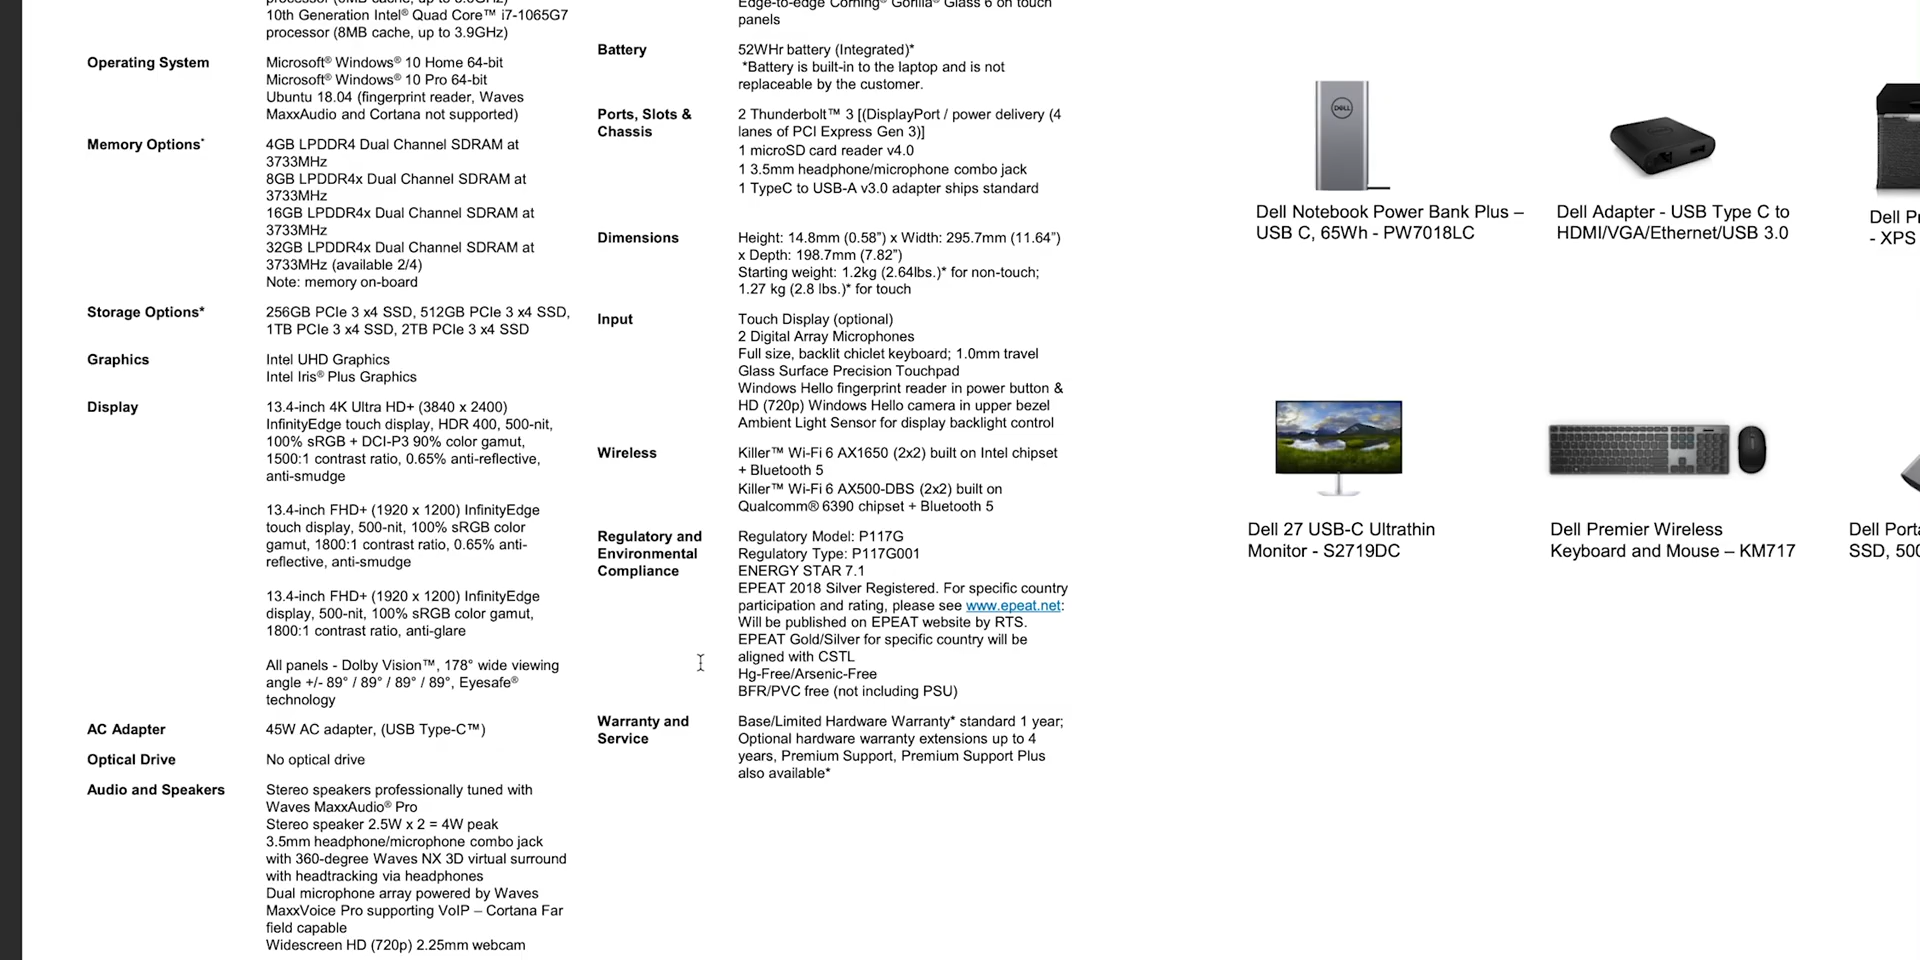 processor (6MB cache, up to 3.6GHz)
10th Generation Intel® Quad Core™ i7-1065G7
processor (8MB cache, up to 3.9GHz)
Operating System
Microsoft® Windows® 10 Home 64-bit
Microsoft® Windows® 10 Pro 64-bit
Ubuntu 18.04 (fingerprint reader, Waves
MaxxAudio and Cortana not supported)
Memory Options*
4GB LPDDR4 Dual Channel SDRAM at
3733MHz
8GB LPDDR4x Dual Channel SDRAM at
3733MHz
16GB LPDDR4x Dual Channel SDRAM at
3733MHz
32GB LPDDR4x Dual Channel SDRAM at
3733MHz (available 2/4)
Note: memory on-board
Storage Options*
256GB PCIe 3 x4 SSD, 512GB PCIe 3 x4 SSD,
1TB PCIe 3 x4 SSD, 2TB PCIe 3 x4 SSD
Graphics
Intel UHD Graphics
Intel Iris® Plus Graphics
Display
13.4-inch 4K Ultra HD+ (3840 x 2400)
InfinityEdge touch display, HDR 400, 500-nit,
100% sRGB + DCI-P3 90% color gamut,
1500:1 contrast ratio, 0.65% anti-reflective,
anti-smudge
13.4-inch FHD+ (1920 x 1200) InfinityEdge
touch display, 500-nit, 100% sRGB color
gamut, 1800:1 contrast ratio, 0.65% anti-
reflective, anti-smudge
13.4-inch FHD+ (1920 x 1200) InfinityEdge
display, 500-nit, 100% sRGB color gamut,
1800:1 contrast ratio, anti-glare
All panels - Dolby Vision™, 178° wide viewing
angle +/- 89° / 89° / 89° / 89°, Eyesafe®
technology
AC Adapter
45W AC adapter, (USB Type-C™)
Optical Drive
No optical drive
Audio and Speakers
Stereo speakers professionally tuned with
Waves MaxxAudio® Pro
Stereo speaker 2.5W x 2 = 4W peak
3.5mm headphone/microphone combo jack
with 360-degree Waves NX 3D virtual surround
with headtracking via headphones
Dual microphone array powered by Waves
MaxxVoice Pro supporting VoIP – Cortana Far
field capable
Widescreen HD (720p) 2.25mm webcam
Edge-to-edge Corning® Gorilla® Glass 6 on touch
panels
Battery
52WHr battery (Integrated)*
*Battery is built-in to the laptop and is not
replaceable by the customer.
Ports, Slots &
Chassis
2 Thunderbolt™ 3 [(DisplayPort / power delivery (4
lanes of PCI Express Gen 3)]
1 microSD card reader v4.0
1 3.5mm headphone/microphone combo jack
1 TypeC to USB-A v3.0 adapter ships standard
Dimensions
Height: 14.8mm (0.58”) x Width: 295.7mm (11.64”)
x Depth: 198.7mm (7.82”)
Starting weight: 1.2kg (2.64lbs.)* for non-touch;
1.27 kg (2.8 lbs.)* for touch
Input
Touch Display (optional)
2 Digital Array Microphones
Full size, backlit chiclet keyboard; 1.0mm travel
Glass Surface Precision Touchpad
Windows Hello fingerprint reader in power button &
HD (720p) Windows Hello camera in upper bezel
Ambient Light Sensor for display backlight control
Wireless
Killer™ Wi-Fi 6 AX1650 (2x2) built on Intel chipset
+ Bluetooth 5
Killer™ Wi-Fi 6 AX500-DBS (2x2) built on
Qualcomm® 6390 chipset + Bluetooth 5
Regulatory and
Environmental
Compliance
Regulatory Model: P117G
Regulatory Type: P117G001
ENERGY STAR 7.1
EPEAT 2018 Silver Registered. For specific country
participation and rating, please see www.epeat.net:
Will be published on EPEAT website by RTS.
EPEAT Gold/Silver for specific country will be
aligned with CSTL
Hg-Free/Arsenic-Free
BFR/PVC free (not including PSU)
Warranty and
Service
Base/Limited Hardware Warranty* standard 1 year;
Optional hardware warranty extensions up to 4
years, Premium Support, Premium Support Plus
also available*
DELL
Dell Notebook Power Bank Plus –
USB C, 65Wh - PW7018LC
Dell Adapter - USB Type C to
HDMI/VGA/Ethernet/USB 3.0
Dell Pr
- XPS
Dell 27 USB-C Ultrathin
Monitor - S2719DC
Dell Premier Wireless
Keyboard and Mouse – KM717
Dell Porta
SSD, 500